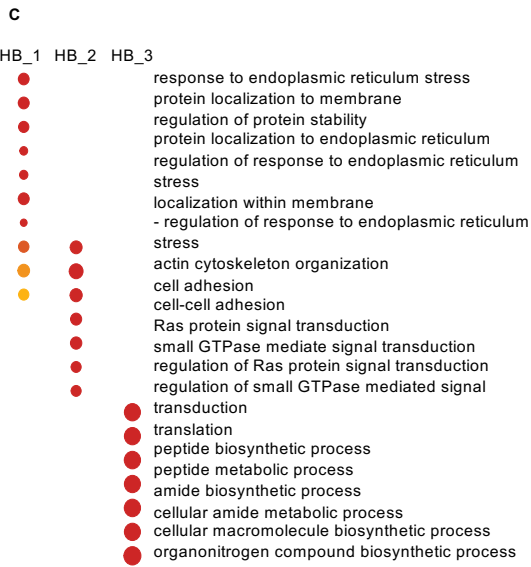 C
HB_1 HB_2 HB_3
response to endoplasmic reticulum stress
protein localization to membrane
regulation of protein stability
protein localization to endoplasmic reticulum
regulation of response to endoplasmic reticulum
stress
localization within membrane
- regulation of response to endoplasmic reticulum
stress
actin cytoskeleton organization
cell adhesion
cell-cell adhesion
Ras protein signal transduction
small GTPase mediate signal transduction
regulation of Ras protein signal transduction
regulation of small GTPase mediated signal
transduction
translation
peptide biosynthetic process
peptide metabolic process
amide biosynthetic process
cellular amide metabolic process
cellular macromolecule biosynthetic process
organonitrogen compound biosynthetic process